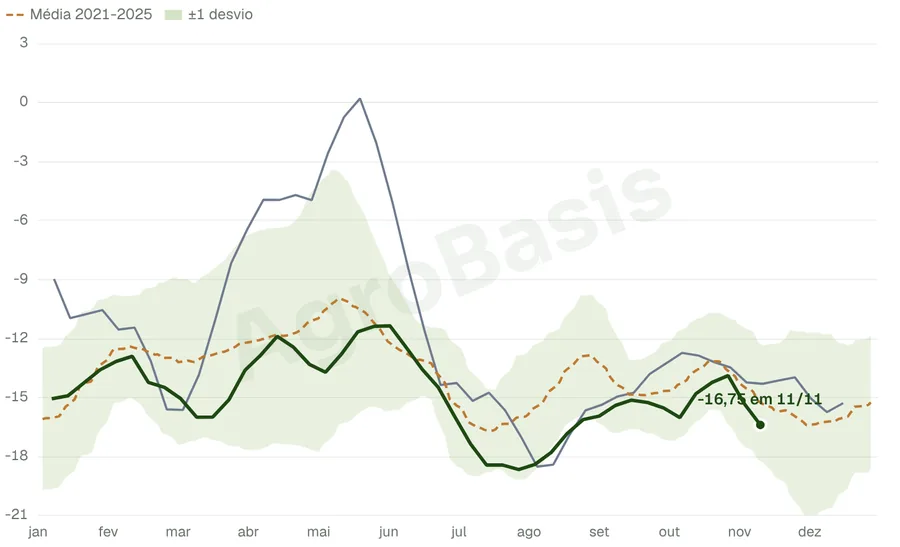 Média 2021-2025 ±1 desvio
3
0
-3
-6
-9
-12
-15
-18
-21
AgroBasis
-16,75 em 11/11
jan fev mar abr mai jun jul ago set out nov dez